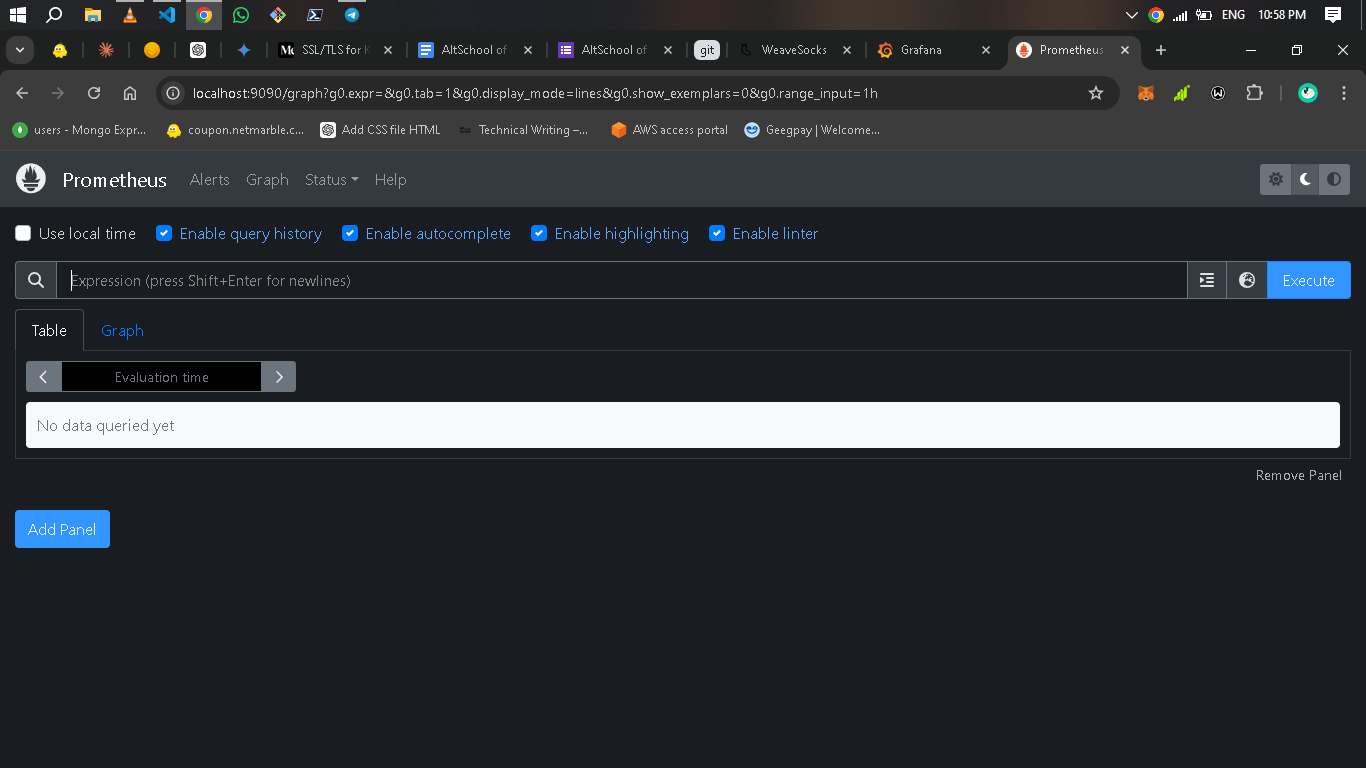 ENG 10:58 PM
SSL/TLS for K
AltSchool of
AltSchool of
git
WeaveSocks
Grafana
Prometheus
localhost:9090/graph?g0.expr=&g0.tab=1&g0.display_mode=lines&g0.show_exemplars=0&g0.range_input=1h
users - Mongo Expr...
coupon.netmarble.c...
Add CSS file HTML
Technical Writing –...
AWS access portal
Geegpay | Welcome...
Prometheus Alerts Graph Status Help
Use local time Enable query history Enable autocomplete Enable highlighting Enable linter
Expression (press Shift+Enter for newlines)
Execute
Table Graph
Evaluation time
No data queried yet
Remove Panel
Add Panel